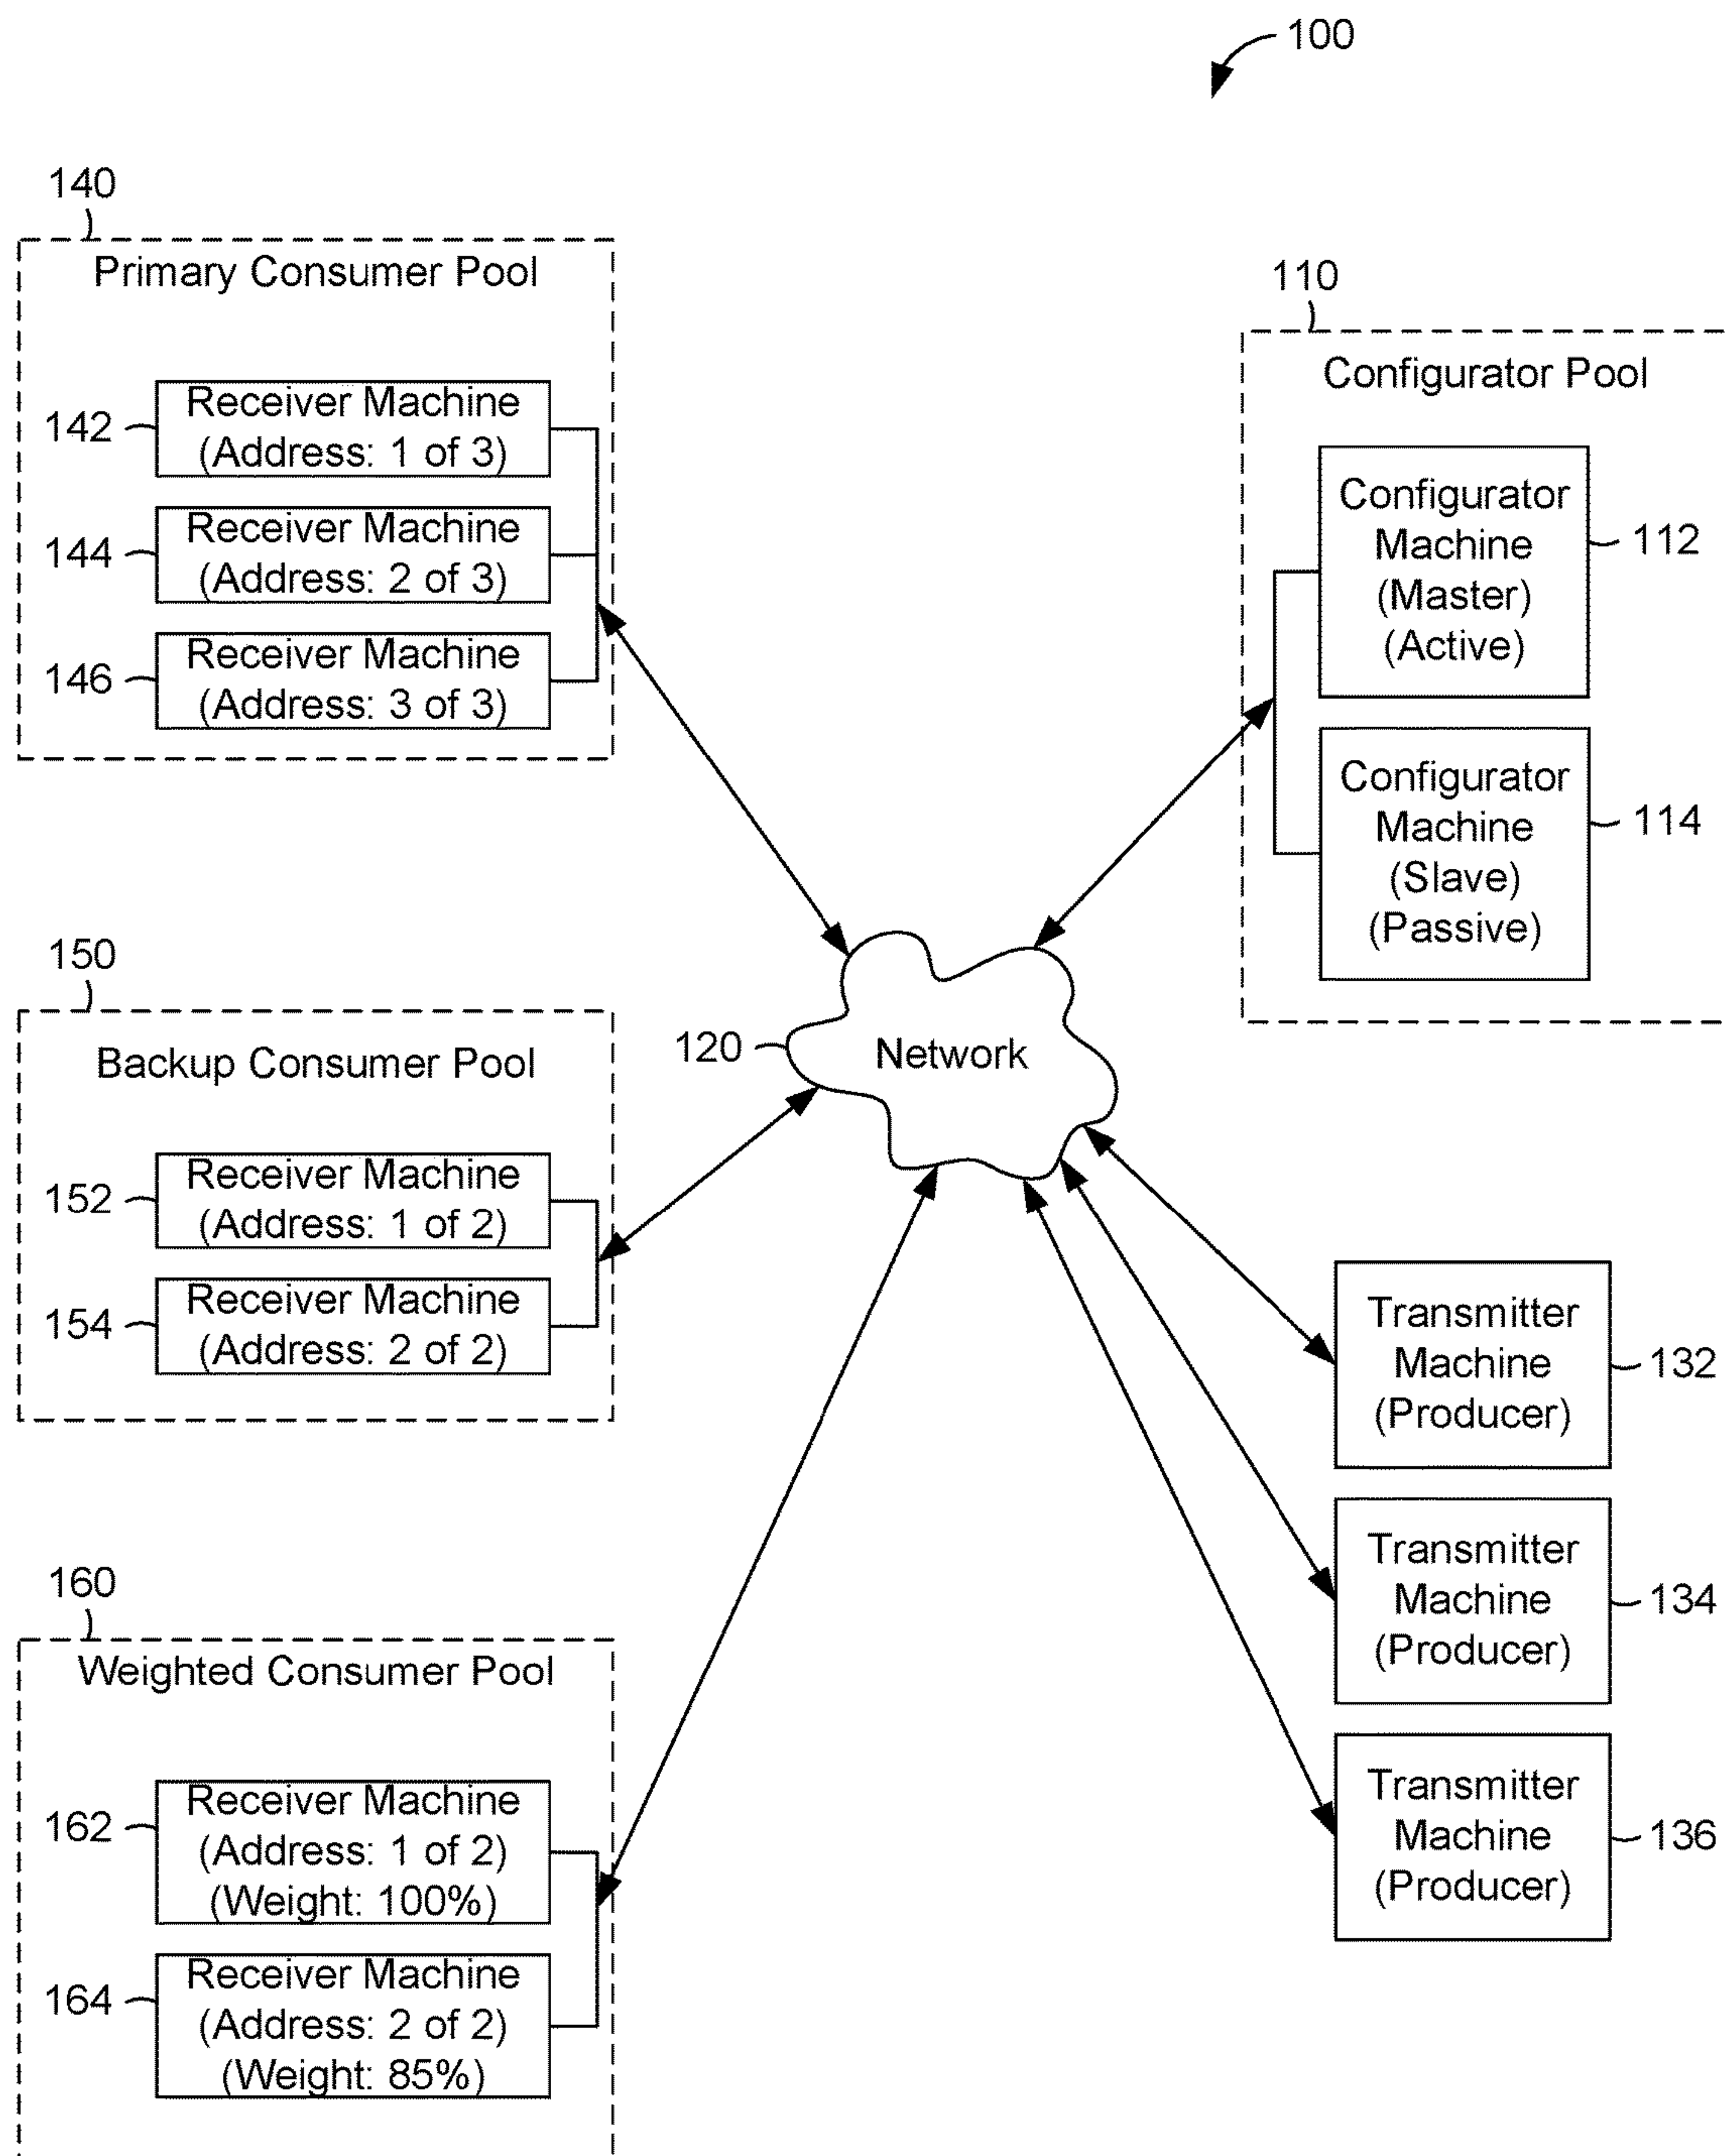 100
140
Primary Consumer Pool
142
Receiver Machine
(Address: 1 of 3)
144
Receiver Machine
(Address: 2 of 3)
146
Receiver Machine
(Address: 3 of 3)
110
Configurator Pool
Configurator
Machine
(Master)
(Active)
112
Configurator
Machine
(Slave)
(Passive)
114
120
Network
150
Backup Consumer Pool
152
Receiver Machine
(Address: 1 of 2)
154
Receiver Machine
(Address: 2 of 2)
Transmitter
Machine
(Producer)
132
Transmitter
Machine
(Producer)
134
Transmitter
Machine
(Producer)
136
160
Weighted Consumer Pool
162
Receiver Machine
(Address: 1 of 2)
(Weight: 100%)
164
Receiver Machine
(Address: 2 of 2)
(Weight: 85%)